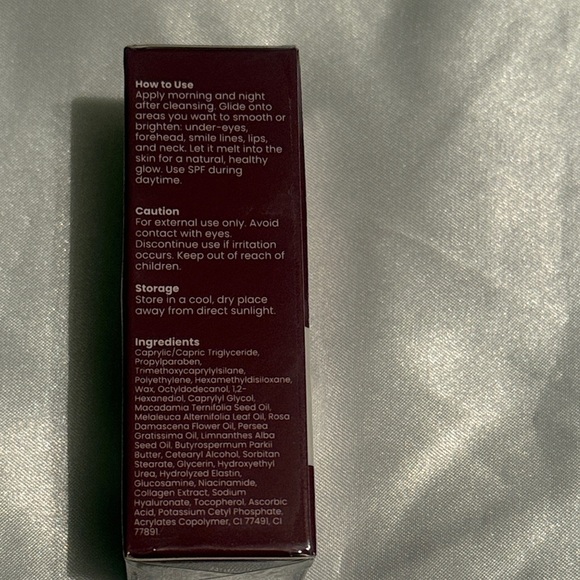 How to Use
Apply morning and night
after cleansing. Glide onto
areas you want to smooth or
brighten: under-eyes,
forehead, smile lines, lips,
and neck. Let it melt into the
skin for a natural, healthy
glow. Use SPF during
daytime.
Caution
For external use only. Avoid
contact with eyes.
Discontinue use if irritation
occurs. Keep out of reach of
children.
Storage
Store in a cool, dry place
away from direct sunlight.
Ingredients
Caprylic/Capric Triglyceride,
Propylparaben,
Trimethoxycaprylylsilane,
Polyethylene, Hexamethyldisiloxane,
Wax, Octyldodecanol, 1,2-
Hexanediol, Caprylyl Glycol,
Macadamia Ternifolia Seed Oil,
Melaleuca Alternifolia Leaf Oil, Rosa
Damascena Flower Oil, Persea
Gratissima Oil, Limnanthes Alba
Seed Oil, Butyrospermum Parkii
Butter, Cetearyl Alcohol, Sorbitan
Stearate, Glycerin, Hydroxyethyl
Urea, Hydrolyzed Elastin,
Glucosamine, Niacinamide,
Collagen Extract, Sodium
Hyaluronate, Tocopherol, Ascorbic
Acid, Potassium Cetyl Phosphate,
Acrylates Copolymer, CI 77491, CI
77891.